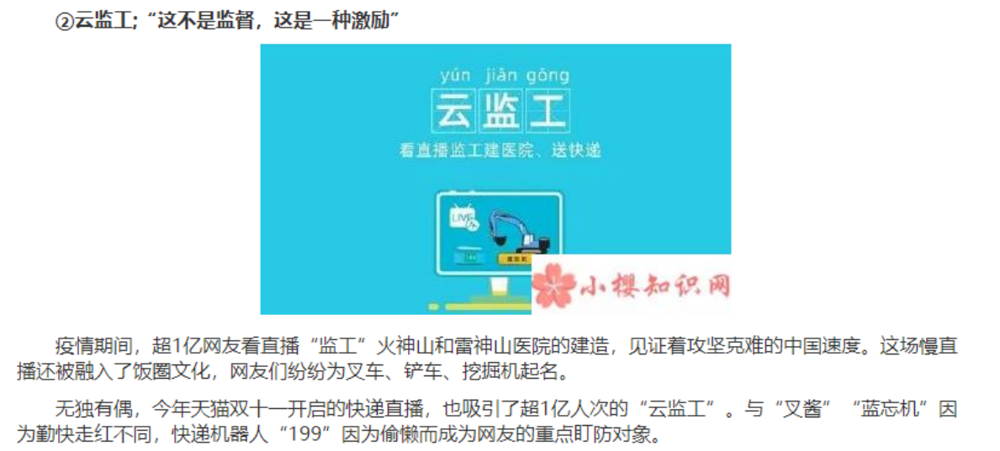 ②云监工;“这不是监督，这是一种激励”
yún jiān gōng
云监工
看直播监工建医院、送快递
LIVE
小樱知识网
疫情期间，超1亿网友看直播“监工”火神山和雷神山医院的建造，见证着攻坚克难的中国速度。这场慢直
播还被融入了饭圈文化，网友们纷纷为叉车、铲车、挖掘机起名。
无独有偶，今年天猫双十一开启的快递直播，也吸引了超1亿人次的“云监工”。与“叉酱”“蓝忘机”因
为勤快走红不同，快递机器人“199”因为偷懒而成为网友的重点盯防对象。